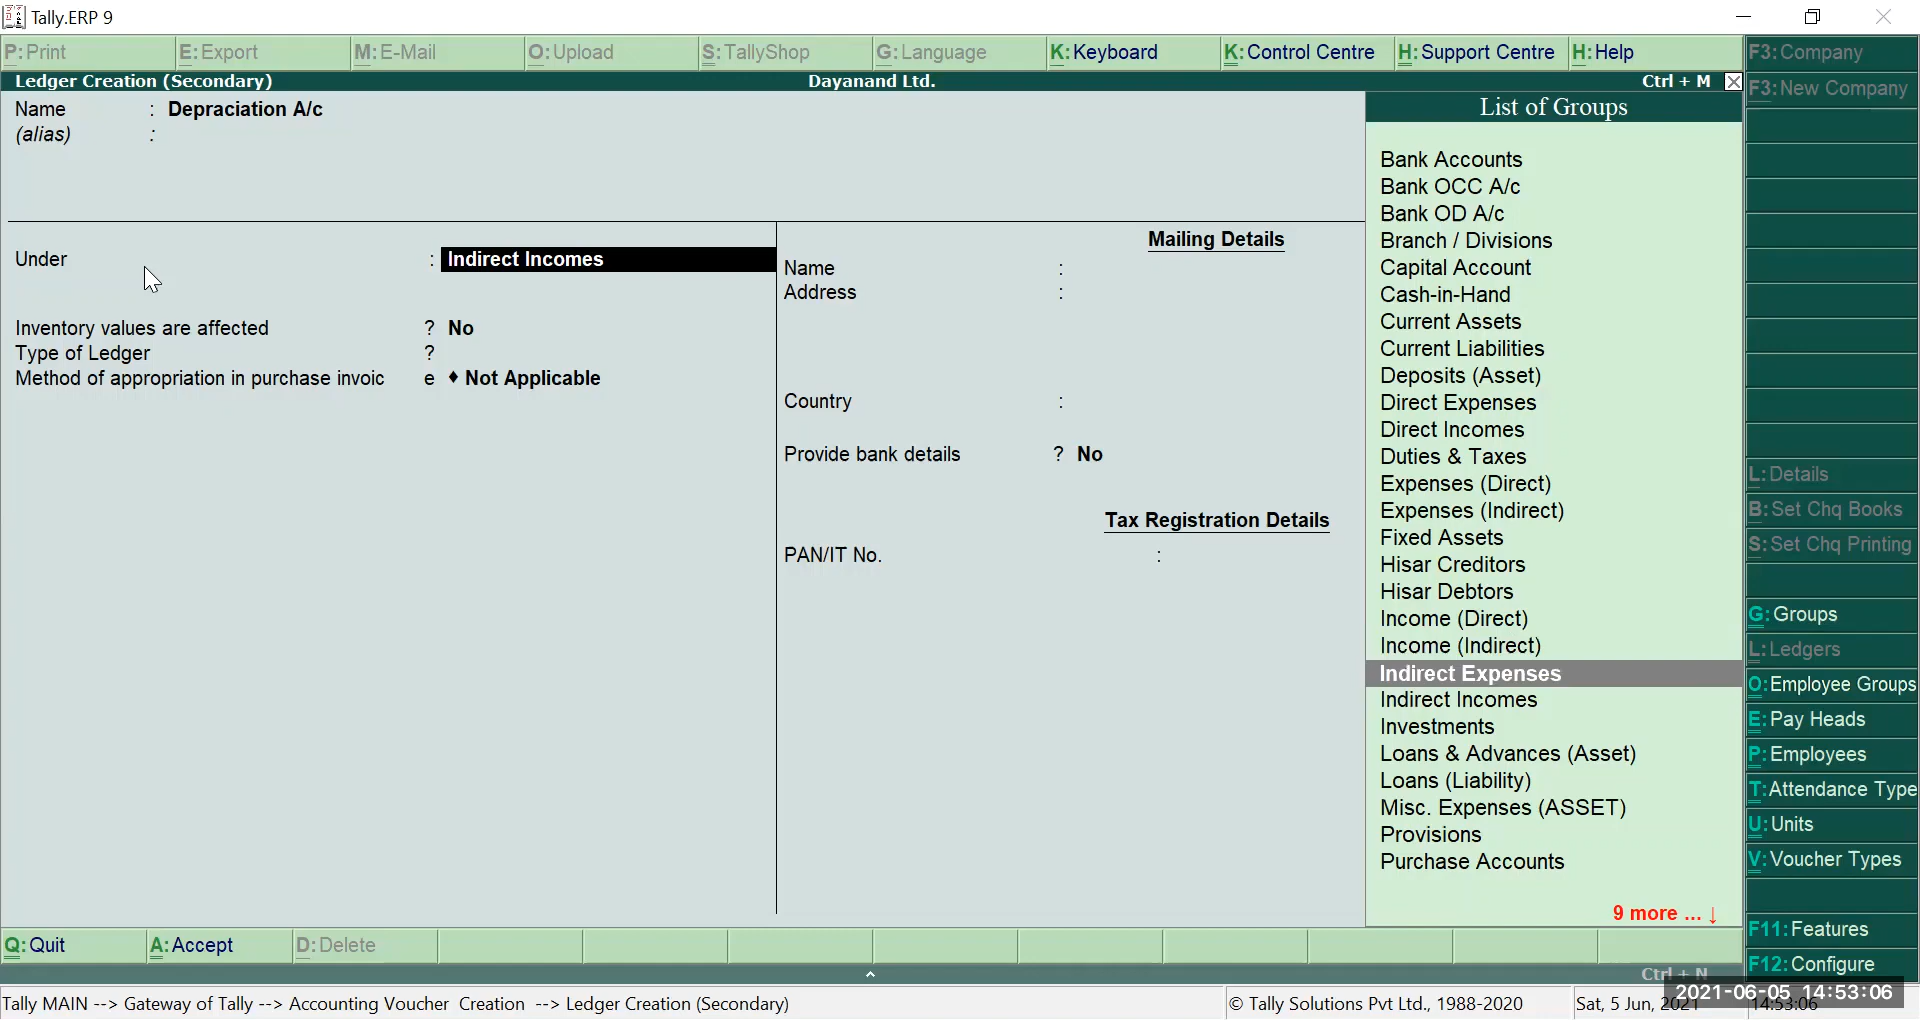 Tally.ERP 9
P: Print E: Export M: E-Mail O: Upload S: TallyShop G: Language K: Keyboard K: Control Centre H: Support Centre H: Help F3: Company
Ledger Creation (Secondary) Dayanand Ltd. Ctrl + M
F3: New Company
Name : Depraciation A/c
(alias) :
Under : Indirect Incomes
Inventory values are affected ? No
Type of Ledger ?
Method of appropriation in purchase invoic e ♦ Not Applicable
Mailing Details
Name :
Address :
Country :
Provide bank details ? No
Tax Registration Details
PAN/IT No. :
List of Groups
Bank Accounts
Bank OCC A/c
Bank OD A/c
Branch / Divisions
Capital Account
Cash-in-Hand
Current Assets
Current Liabilities
Deposits (Asset)
Direct Expenses
Direct Incomes
Duties & Taxes
Expenses (Direct)
Expenses (Indirect)
Fixed Assets
Hisar Creditors
Hisar Debtors
Income (Direct)
Income (Indirect)
Indirect Expenses
Indirect Incomes
Investments
Loans & Advances (Asset)
Loans (Liability)
Misc. Expenses (ASSET)
Provisions
Purchase Accounts
9 more ... ↓
L: Details
B: Set Chq Books
S: Set Chq Printing
G: Groups
L: Ledgers
O: Employee Groups
E: Pay Heads
P: Employees
T: Attendance Type
U: Units
V: Voucher Types
F11: Features
F12: Configure
Q: Quit A: Accept D: Delete
Ctrl + N
Tally MAIN --> Gateway of Tally --> Accounting Voucher Creation --> Ledger Creation (Secondary) © Tally Solutions Pvt Ltd., 1988-2020 Sat, 5 Jun, 2021 14:53:06
2021-06-05 14:53:06